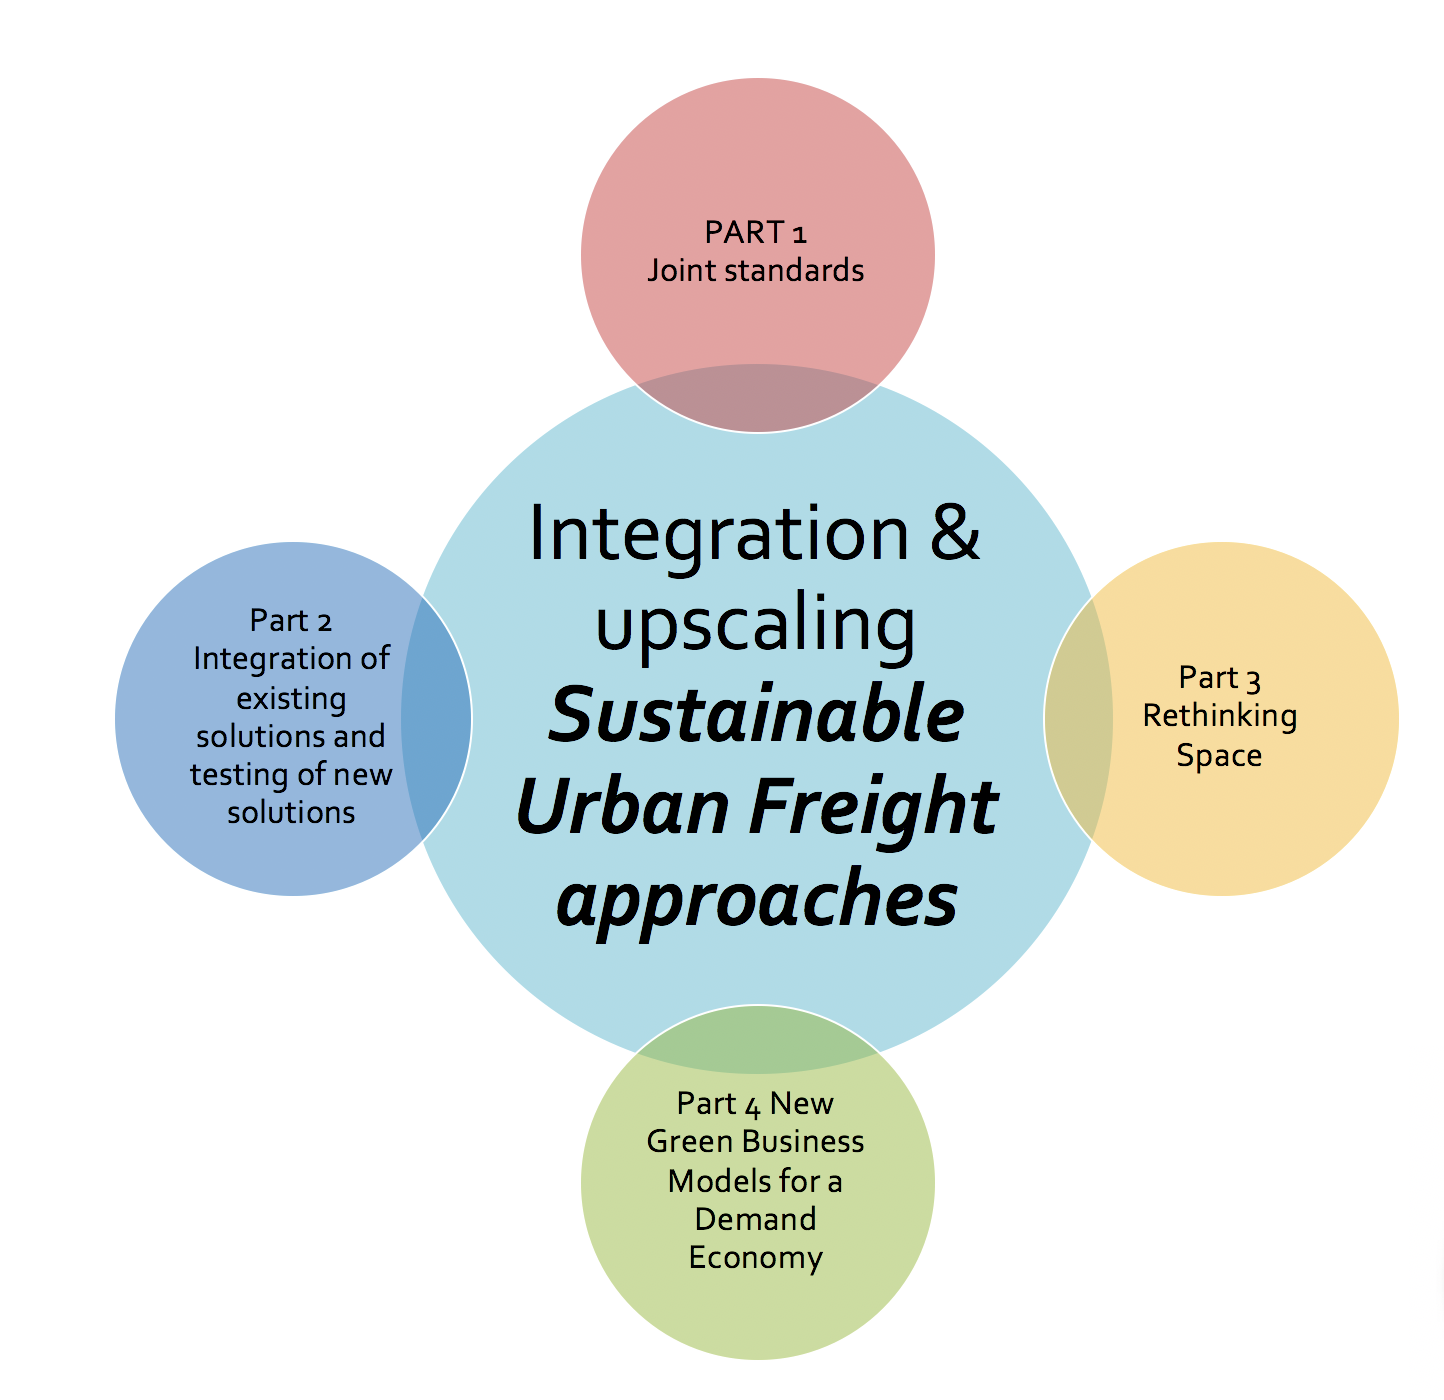 PART 1
Joint standards
Integration &
upscaling
Sustainable
Urban Freight
approaches
Part 2
Integration of
existing
solutions and
testing of new
solutions
Part 3
Rethinking
Space
Part 4 New
Green Business
Models for a
Demand
Economy